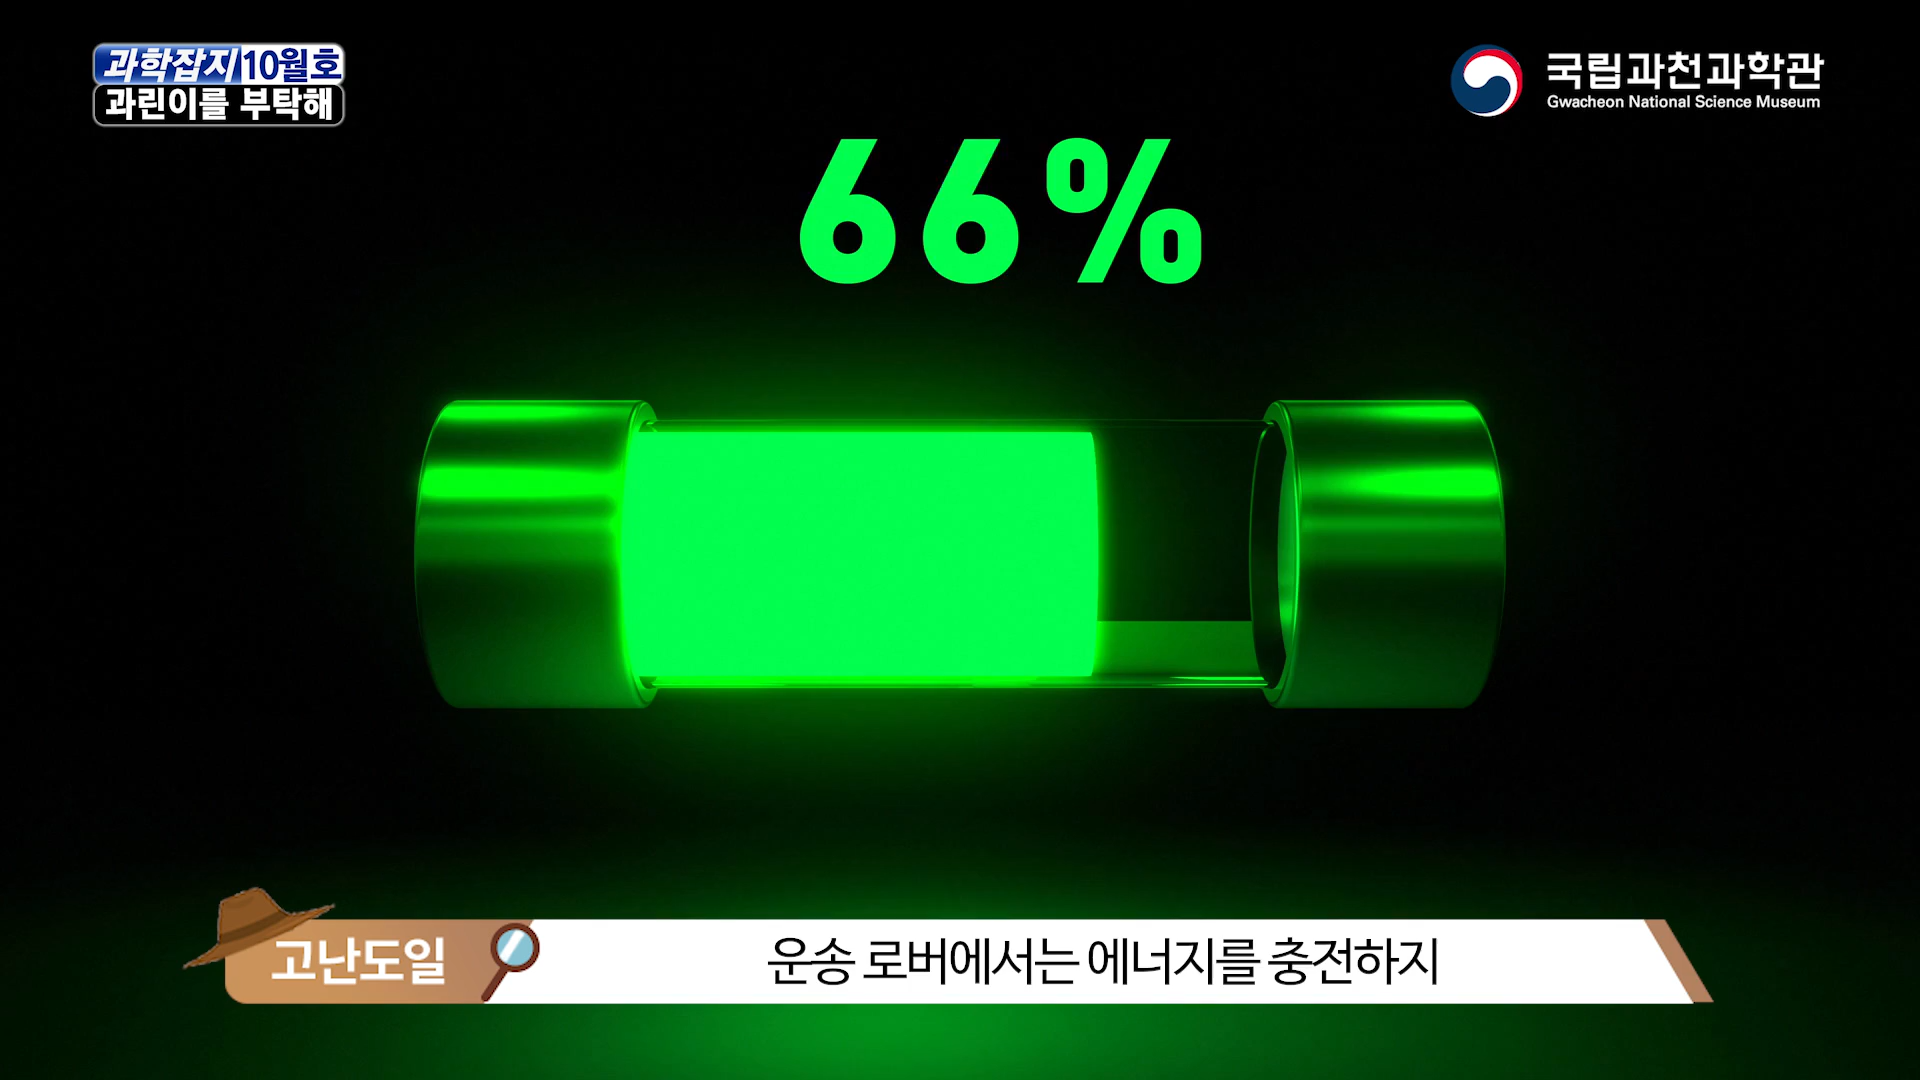 과학잡지10월호
과린이를 부탁해
국립과천과학관
Gwacheon National Science Museum
66%
고난도일
운송 로버에서는 에너지를 충전하지